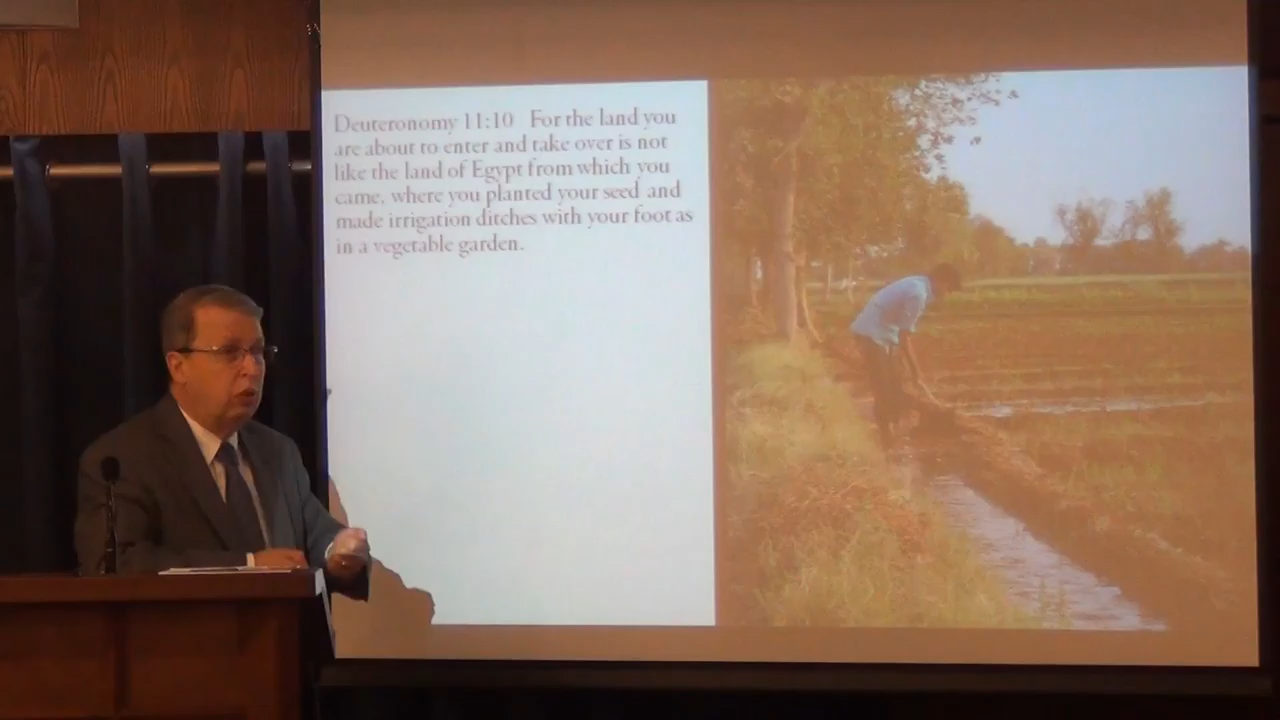 Deuteronomy 11:10 For the land you
are about to enter and take over is not
like the land of Egypt from which you
came, where you planted your seed and
made irrigation ditches with your foot as
in a vegetable garden.